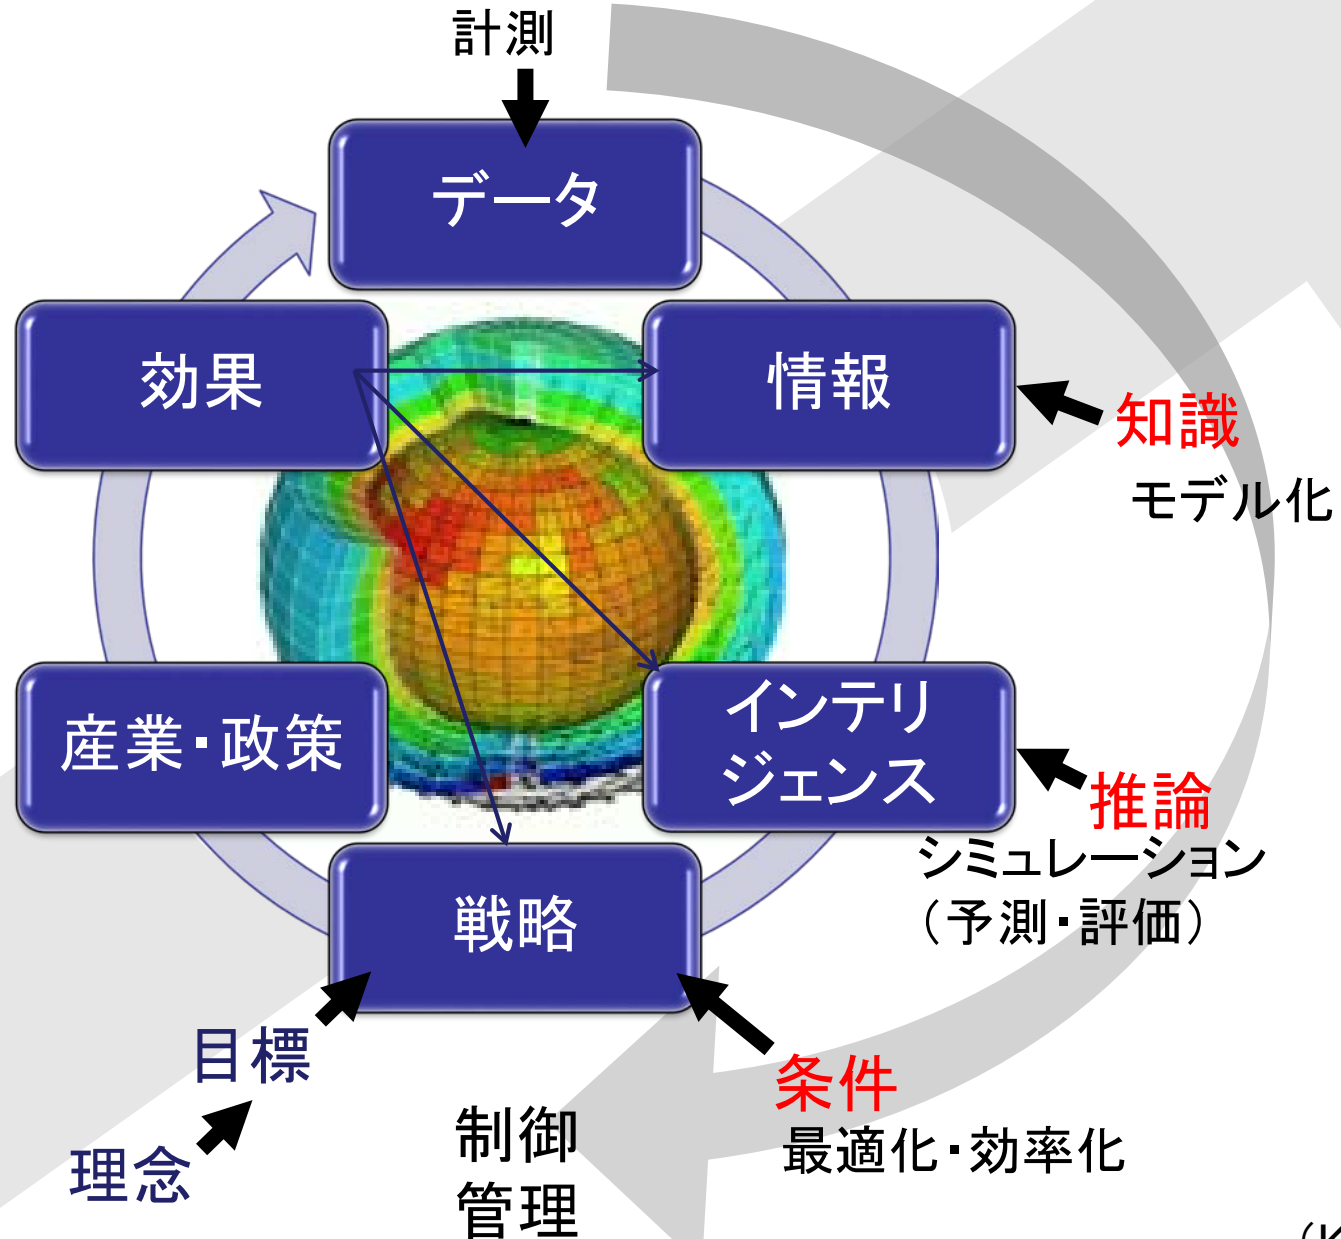 計測
データ
効果
情報
知識
モデル化
産業・政策
インテリ
ジェンス
推論
シミュレーション
（予測・評価）
戦略
目標
理念
条件
最適化・効率化
制御
管理